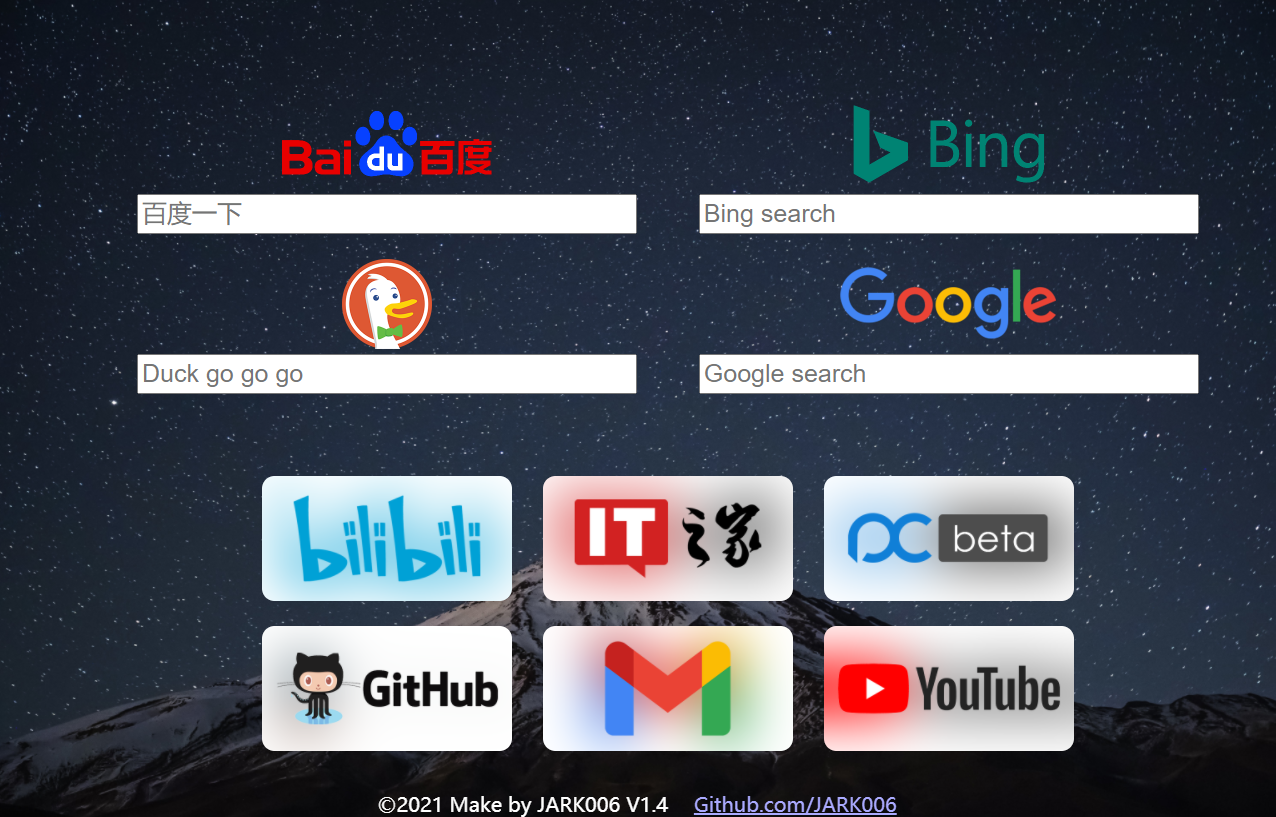 Baidu百度
Bing
百度一下
Bing search
Google
Duck go go go
Google search
bilibili
IT之家
pcbeta
GitHub
M
YouTube
©2021 Make by JARK006 V1.4 Github.com/JARK006